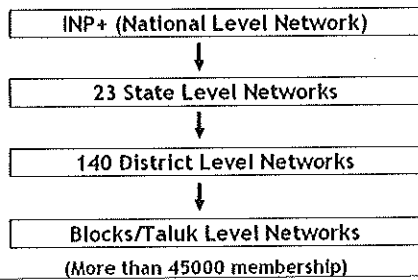 INP+ (National Level Network)
23 State Level Networks
140 District Level Networks
Blocks/Taluk Level Networks
(More than 45000 membership)